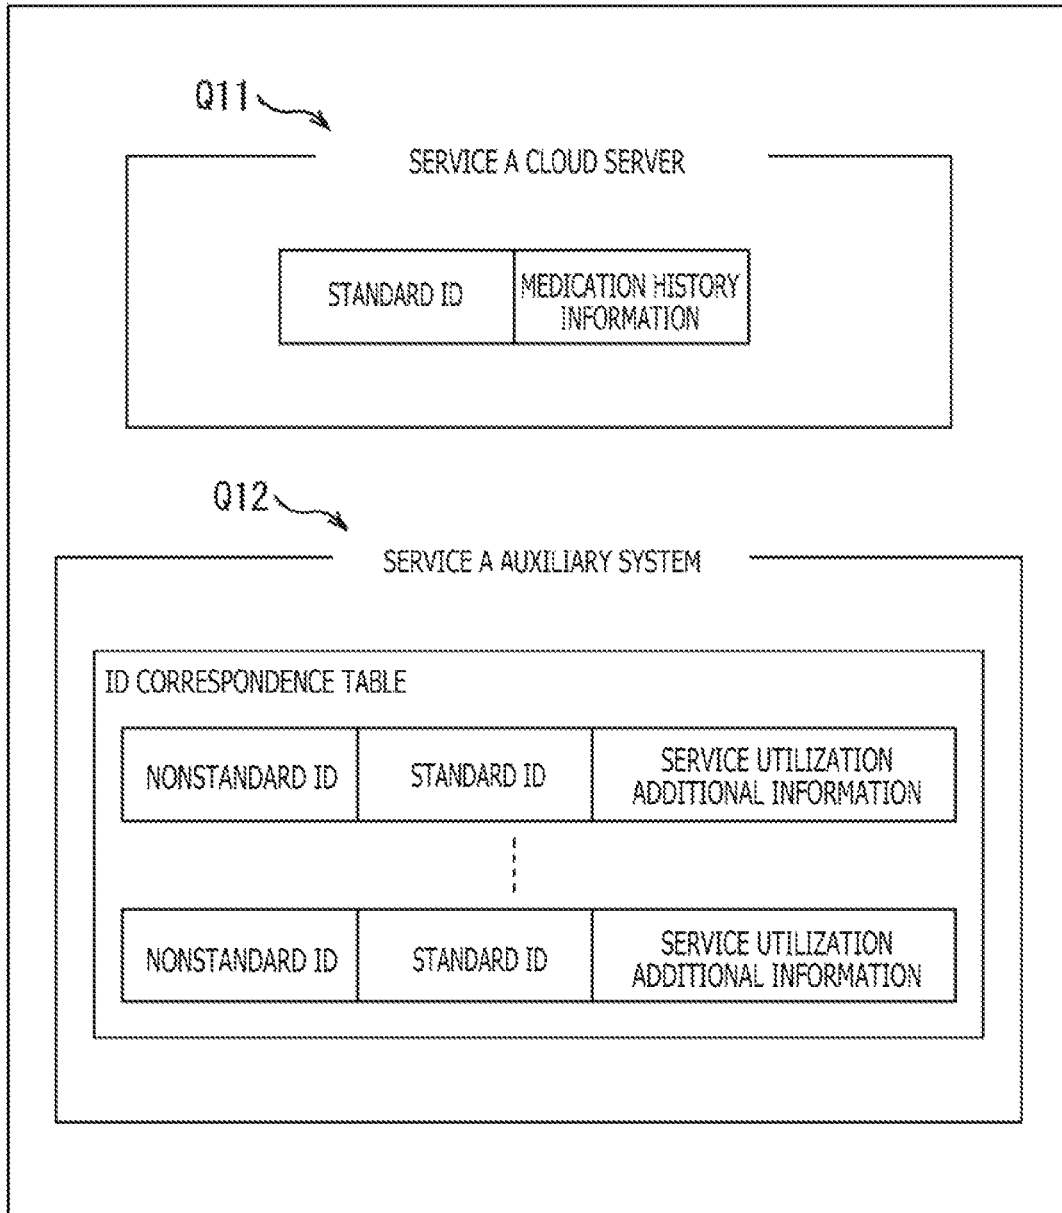 Q11
SERVICE A CLOUD SERVER
STANDARD ID
MEDICATION HISTORY
INFORMATION
Q12
SERVICE A AUXILIARY SYSTEM
ID CORRESPONDENCE TABLE
NONSTANDARD ID
STANDARD ID
SERVICE UTILIZATION
ADDITIONAL INFORMATION
NONSTANDARD ID
STANDARD ID
SERVICE UTILIZATION
ADDITIONAL INFORMATION